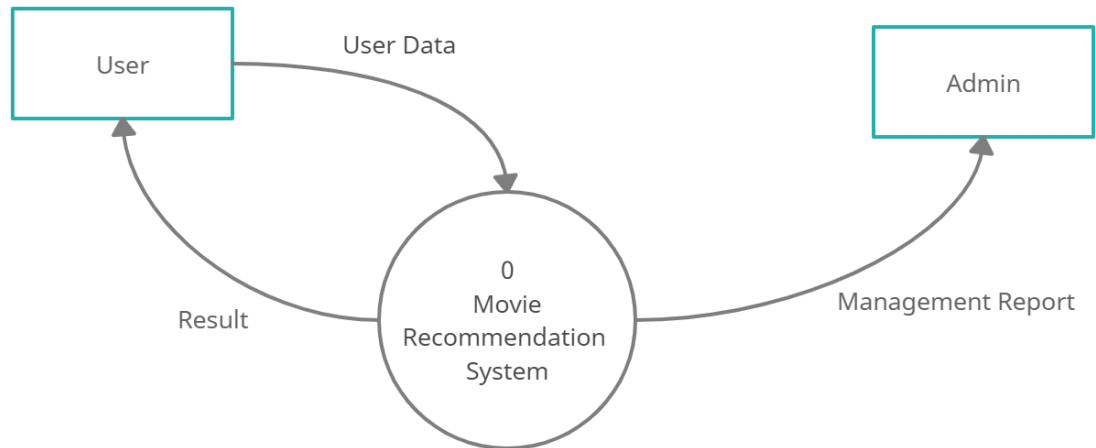 User Data
User
Admin
0
Movie
Recommendation
System
Result
Management Report